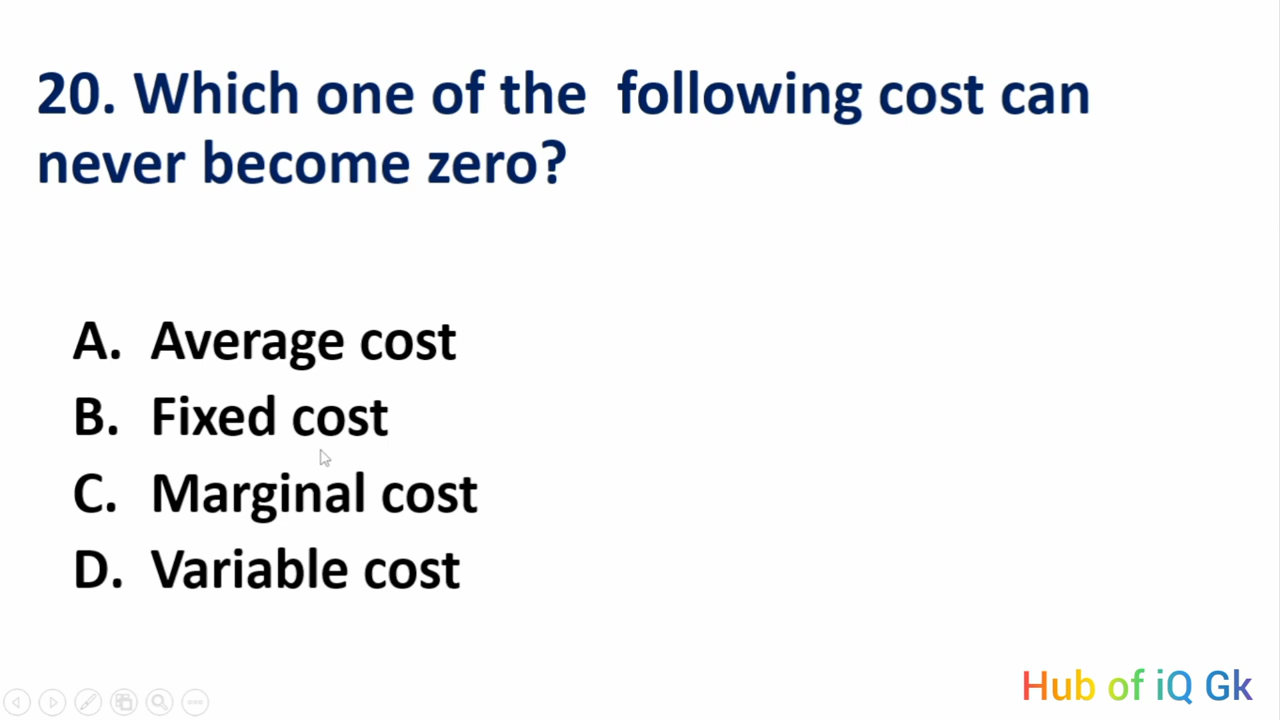 20. Which one of the following cost can
never become zero?
A. Average cost
B. Fixed cost
C. Marginal cost
D. Variable cost
Hub of iQ Gk